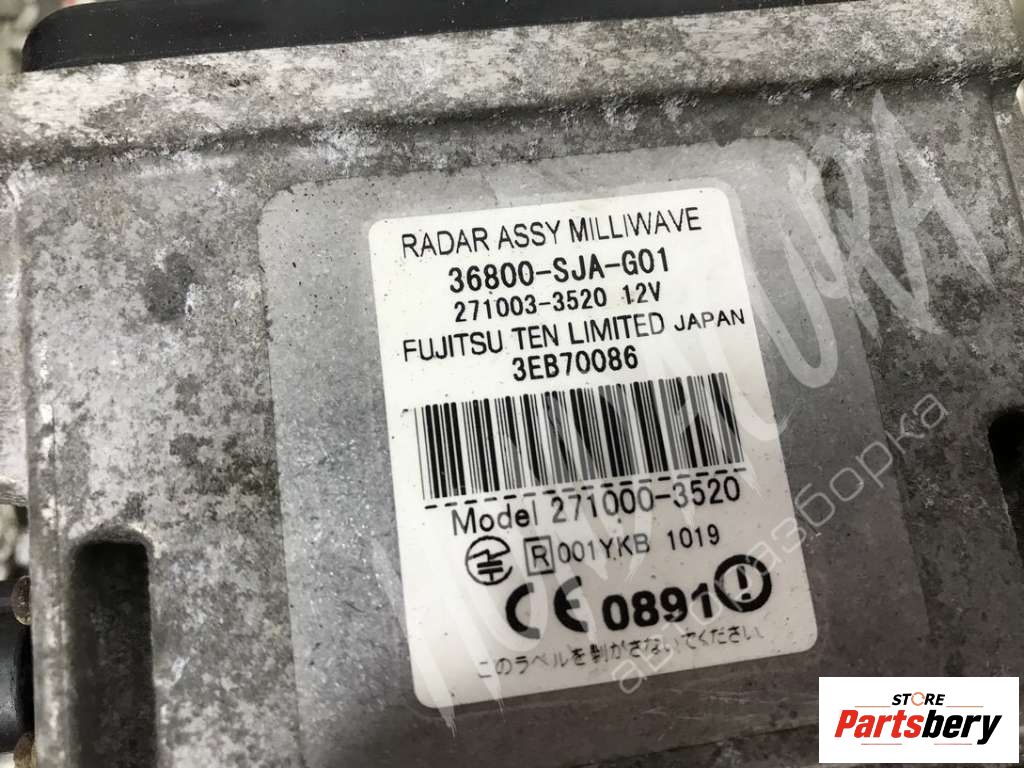 RADAR ASSY MILLIWAVE
36800-SJA-G01
271003-3520 12V
FUJITSU TEN LIMITED JAPAN
3EB70086
Model 271000-3520
R 001YKB 1019
CE 0891
このラベルを剥がさないでください。
авторазборка
STORE
Partsbery